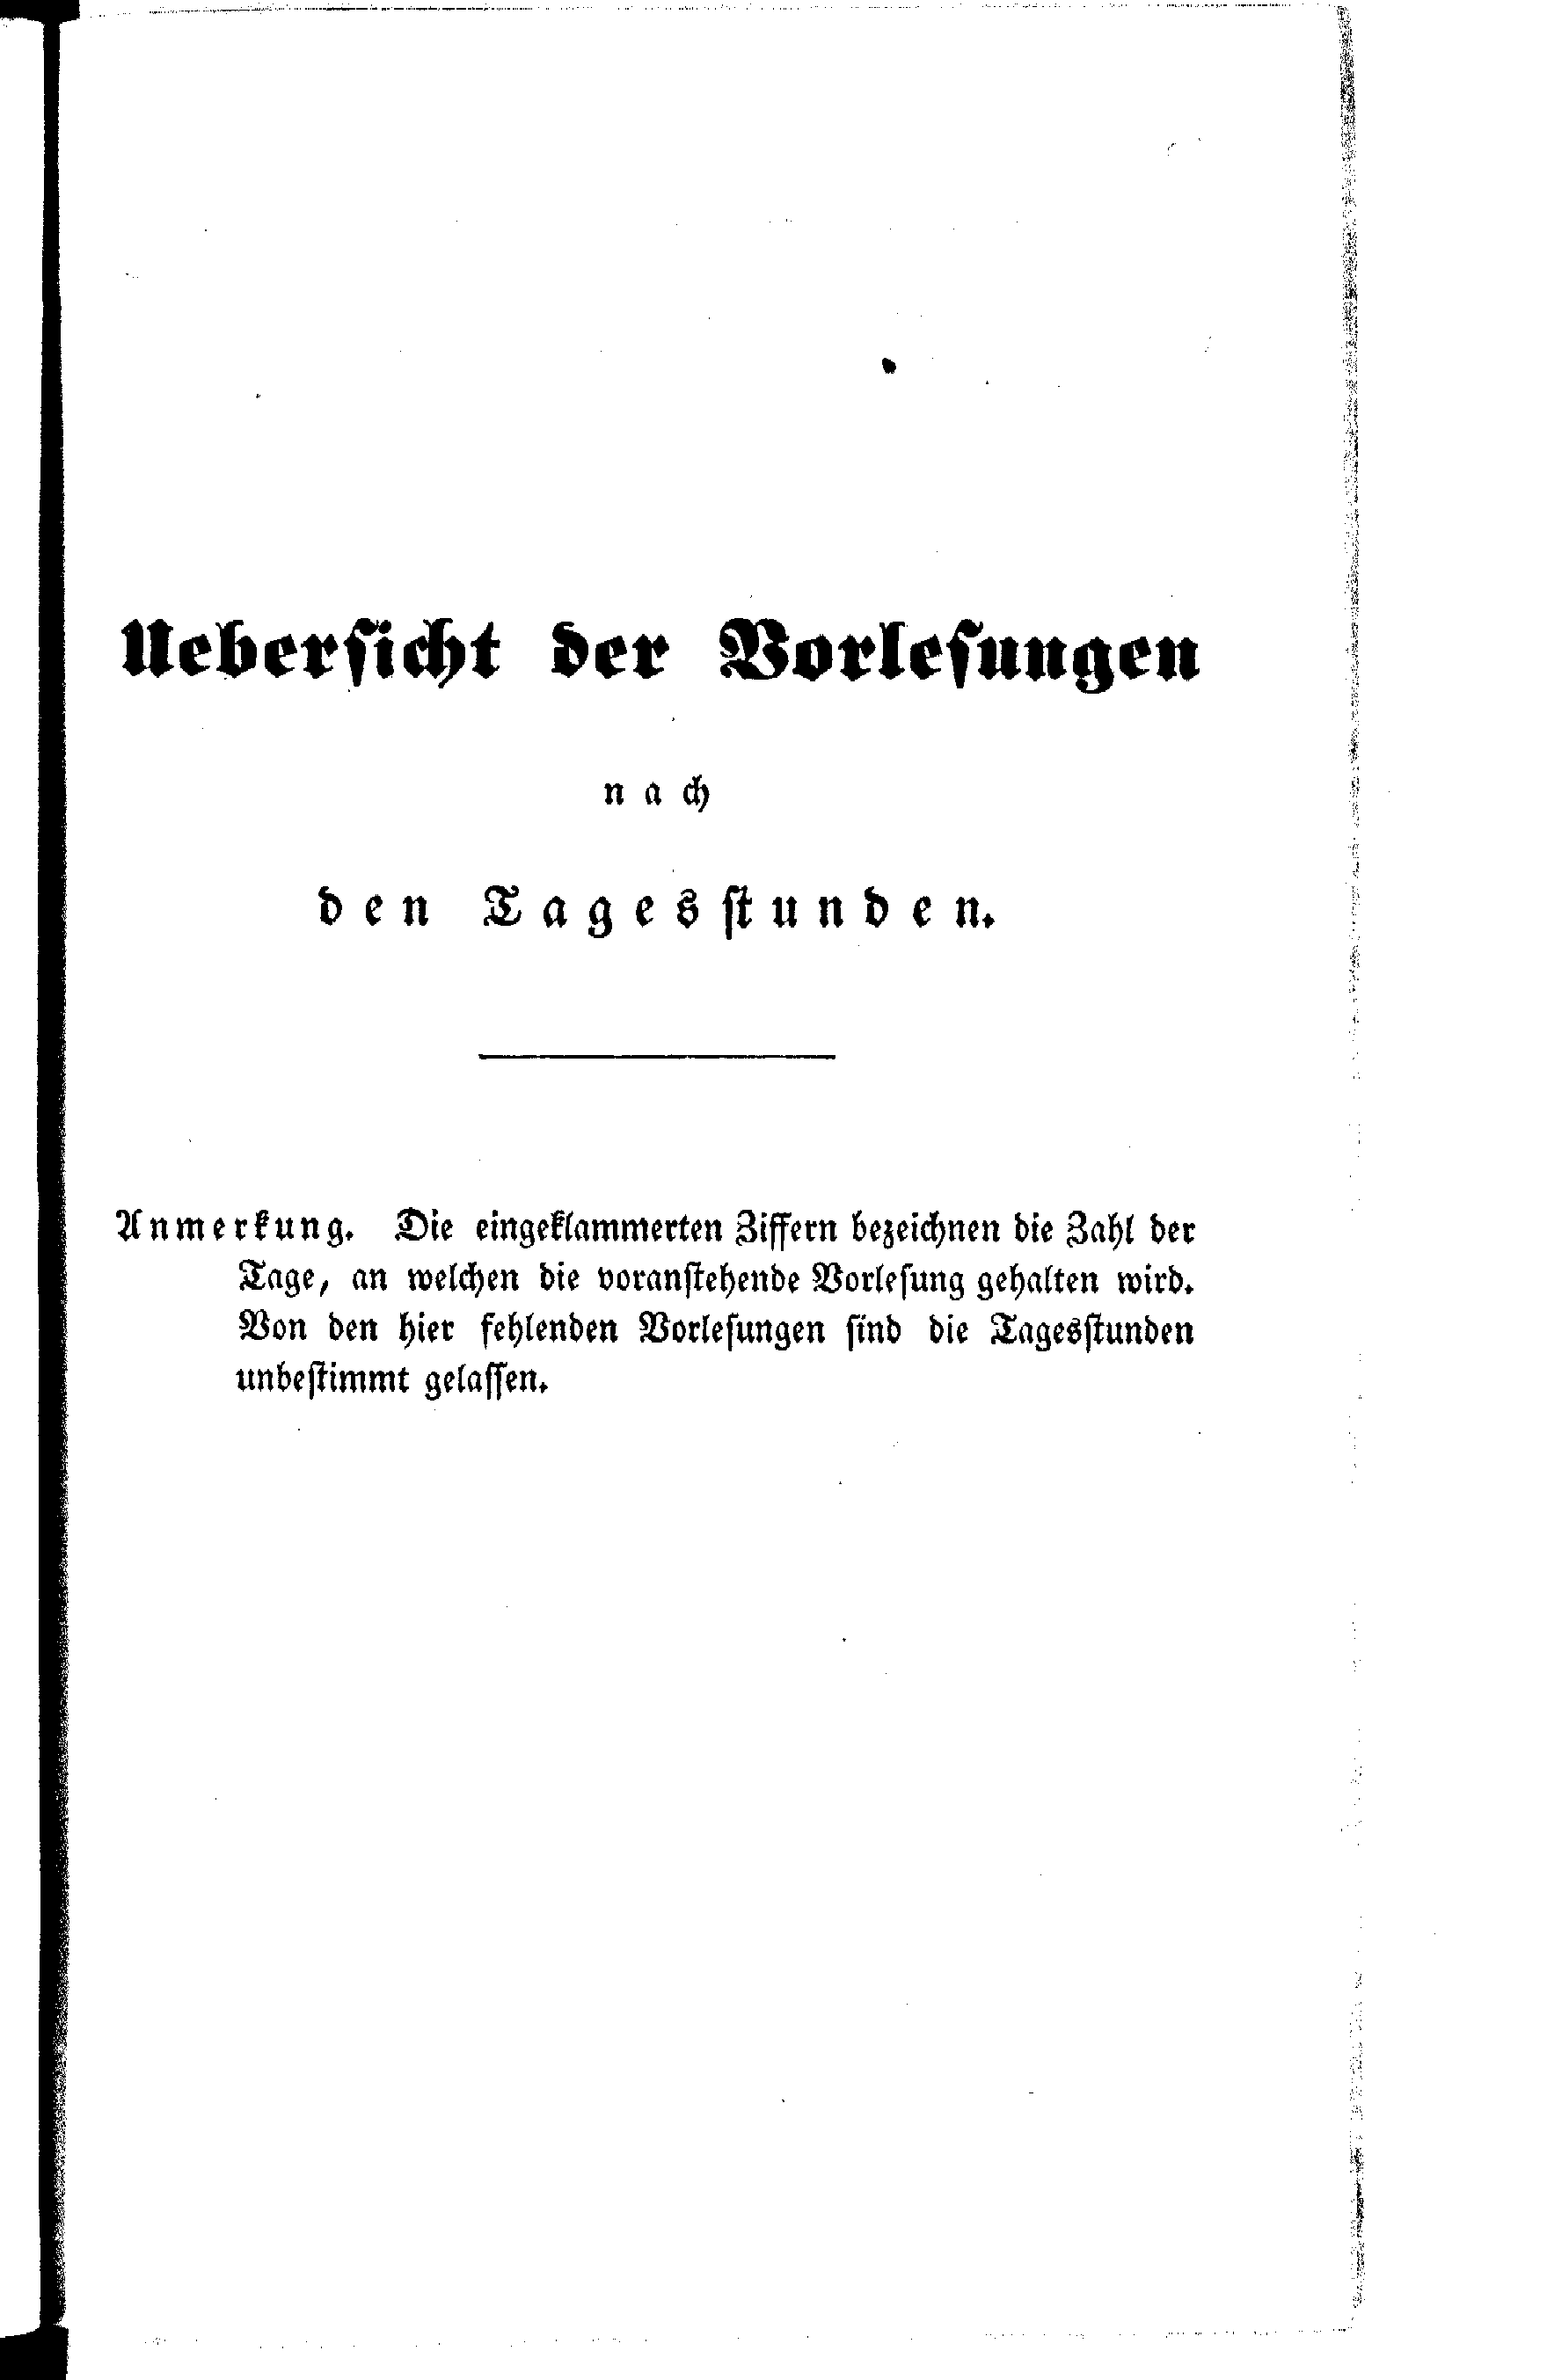 Ueberſicht der Vorleſungen
nach
den Tagesſtunden.
Anmerkung. Die eingeklammerten Ziffern bezeichnen die Zahl der
Tage, an welchen die voranſtehende Vorleſung gehalten wird.
Von den hier fehlenden Vorleſungen ſind die Tagesſtunden
unbeſtimmt gelaſſen.